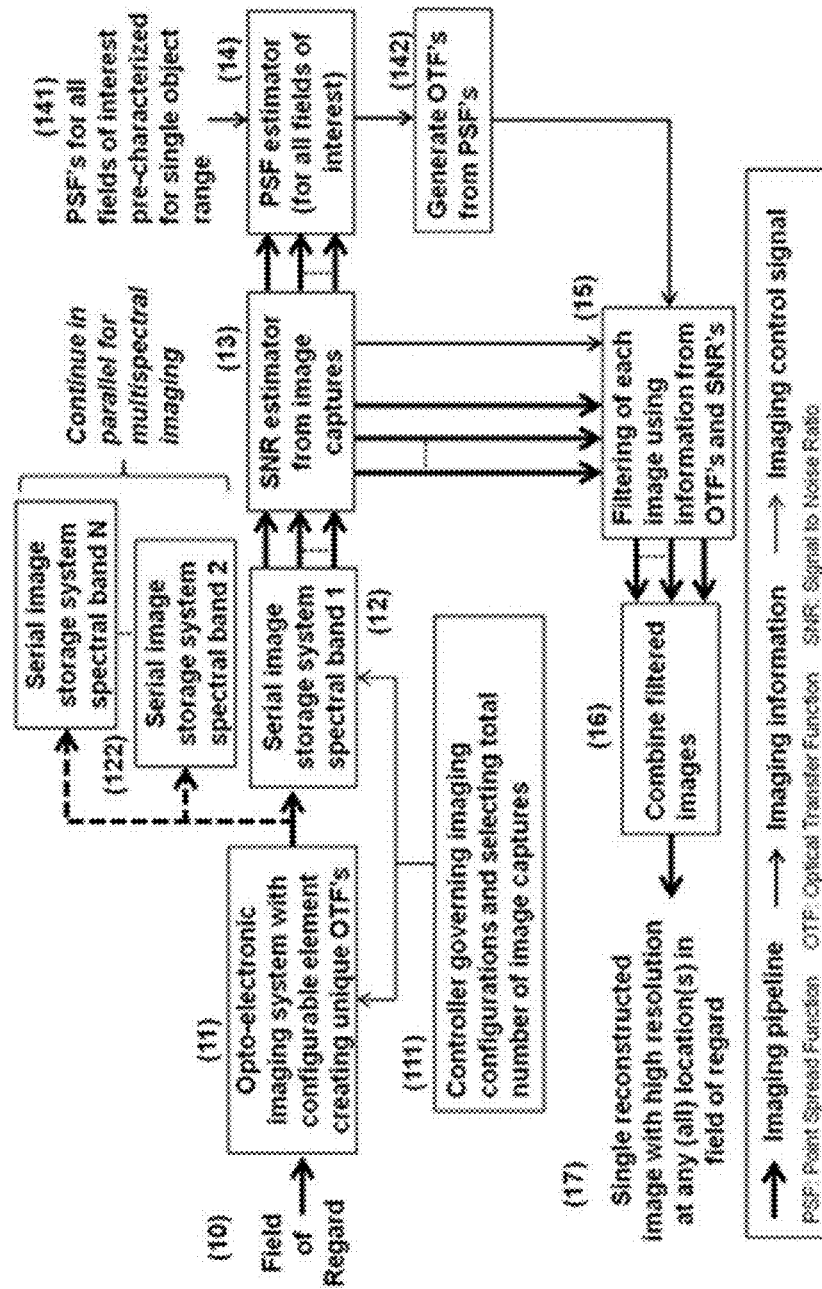 (10)
Field
of
Regard
(11)
Opto-electronic
imaging system with
configurable element
creating unique OTF's
(111)
Controller governing imaging
configurations and selecting total
number of image captures
Serial image
storage system
spectral band N
(122)
Serial image
storage system
spectral band 2
Serial image
storage system
spectral band 1
(12)
Continue in
parallel for
multispectral
imaging
(13)
SNR estimator
from image
captures
(141)
PSF's for all
fields of interest
pre-characterized
for single object
range
(14)
PSF estimator
(for all fields of
interest)
(142)
Generate OTF's
from PSF's
(15)
Filtering of each
image using
information from
OTF's and SNR's
(16)
Combine filtered
images
(17)
Single reconstructed
image with high resolution
at any (all) location(s) in
field of regard
Imaging pipeline
Imaging information
Imaging control signal
PSF: Point Spread Function OTF: Optical Transfer Function SNR: Signal to Noise Ratio